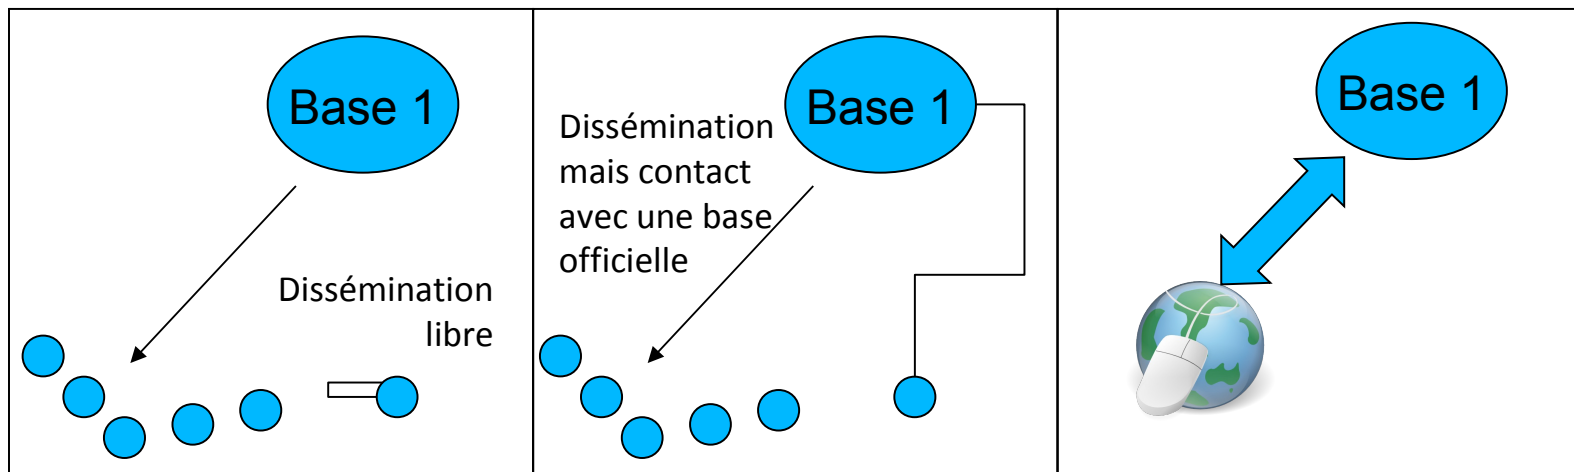 Base 1
Dissémination
libre
Base 1
Dissémination
mais contact
avec une base
officielle
Base 1